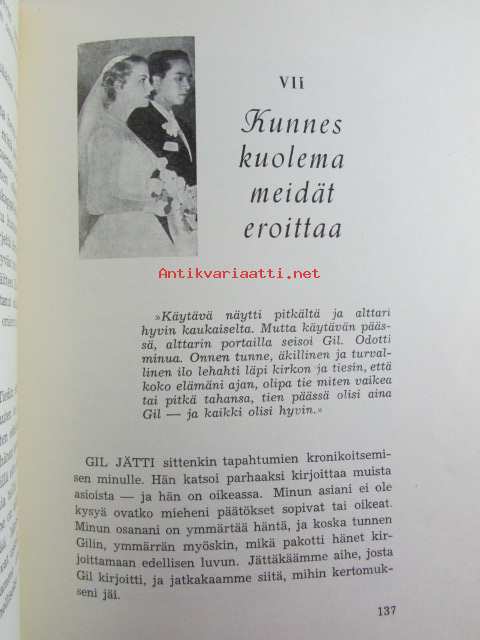 VII
Kunnes
kuolema
meidät
eroittaa
Antikvariaatti.net
»Käytävä näytti pitkältä ja alttari
hyvin kaukaiselta. Mutta käytävän pääs-
sä, alttarin portailla seisoi Gil. Odotti
minua. Onnen tunne, äkillinen ja turval-
linen ilo lehahti läpi kirkon ja tiesin, että
koko elämäni ajan, olipa tie miten vaikea
tai pitkä tahansa, tien päässä olisi aina
Gil — ja kaikki olisi hyvin.»
GIL JÄTTI sittenkin tapahtumien kronikoitsemi-
sen minulle. Hän katsoi parhaaksi kirjoittaa muista
asioista — ja hän on oikeassa. Minun asiani ei ole
kysyä ovatko mieheni päätökset sopivat tai oikeat.
Minun osanani on ymmärtää häntä, ja koska tunnen
Gilin, ymmärrän myöskin, mikä pakotti hänet kir-
joittamaan edellisen luvun. Jättäkäämme aihe, josta
Gil kirjoitti, ja jatkakaamme siitä, mihin kertomuk-
seni jäi.
137